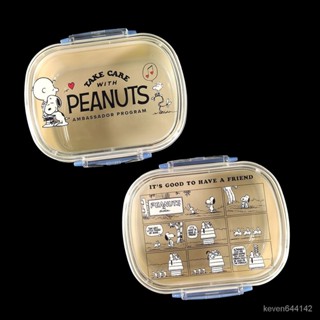 TAKE CARE
WITH
PEANUTS
AMBASSADOR PROGRAM
IT'S GOOD TO HAVE A FRIEND
PEANUTS
keven644142